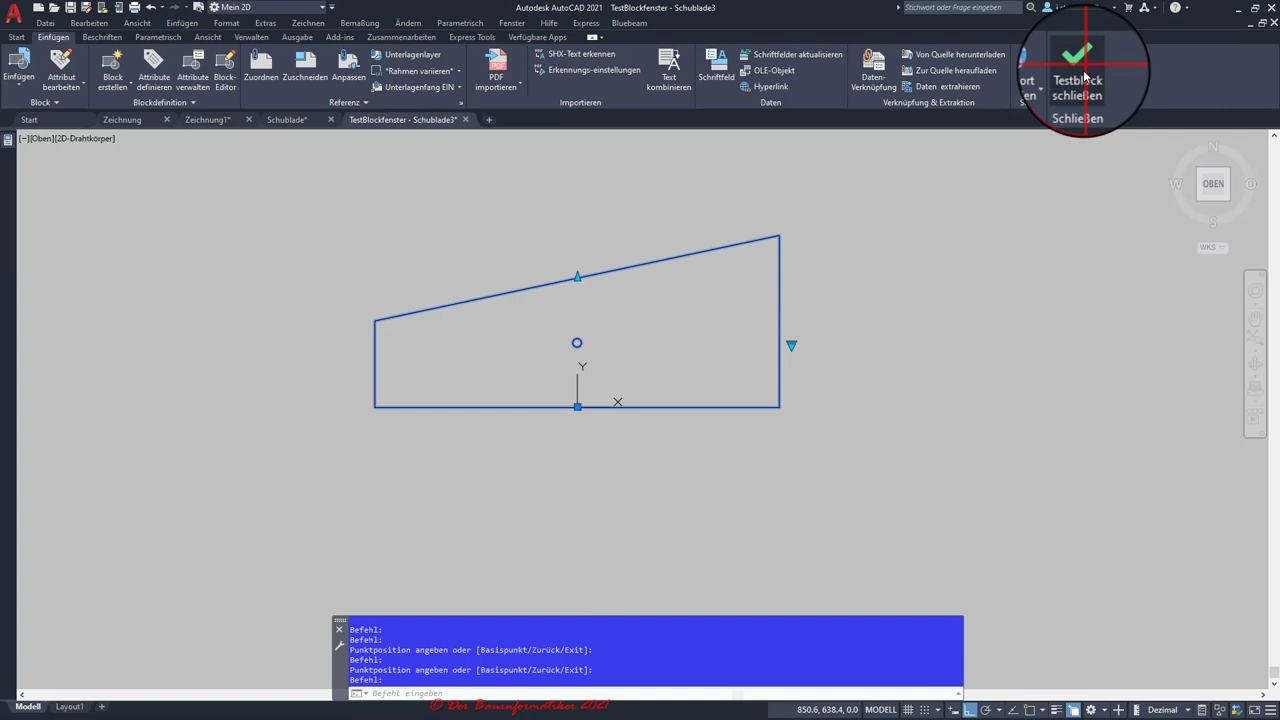 Mein 2D
Autodesk AutoCAD 2021 TestBlockfenster - Schublade3
Stichwort oder Frage eingeben
Datei Bearbeiten Ansicht Einfügen Format Extras Zeichnen Bemaßung Ändern Parametrisch Fenster Hilfe Express Bluebeam
Start Einfügen Beschriften Parametrisch Ansicht Verwalten Ausgabe Add-ins Zusammenarbeiten Express Tools Verfügbare Apps
Einfügen
Attribut bearbeiten
Block
Block erstellen
Attribute definieren
Attribute verwalten
Block-Editor
Blockdefinition
Zuordnen
Zuschneiden
Anpassen
Unterlagenlayer
*Rahmen variieren*
Unterlagenfang EIN
Referenz
PDF importieren
SHX-Text erkennen
Erkennungs-einstellungen
Text kombinieren
Importieren
Schriftfeld
Schriftfelder aktualisieren
OLE-Objekt
Hyperlink
Daten
Daten-Verknüpfung
Von Quelle herunterladen
Zur Quelle heraufladen
Daten extrahieren
Verknüpfung & Extraktion
ort
en
Testblock schließen
Schließen
Start Zeichnung Zeichnung1* Schublade* TestBlockfenster - Schublade3*
[−][Oben][2D-Drahtkörper]
N
W OBEN O
S
WKS
Y
X
Befehl:
Befehl:
Punktposition angeben oder [Basispunkt/Zurück/Exit]:
Befehl:
Punktposition angeben oder [Basispunkt/Zurück/Exit]:
Befehl:
Befehl eingeben
© Der Bauinformatiker 2021
Modell Layout1
850.6, 638.4, 0.0 MODELL
Dezimal